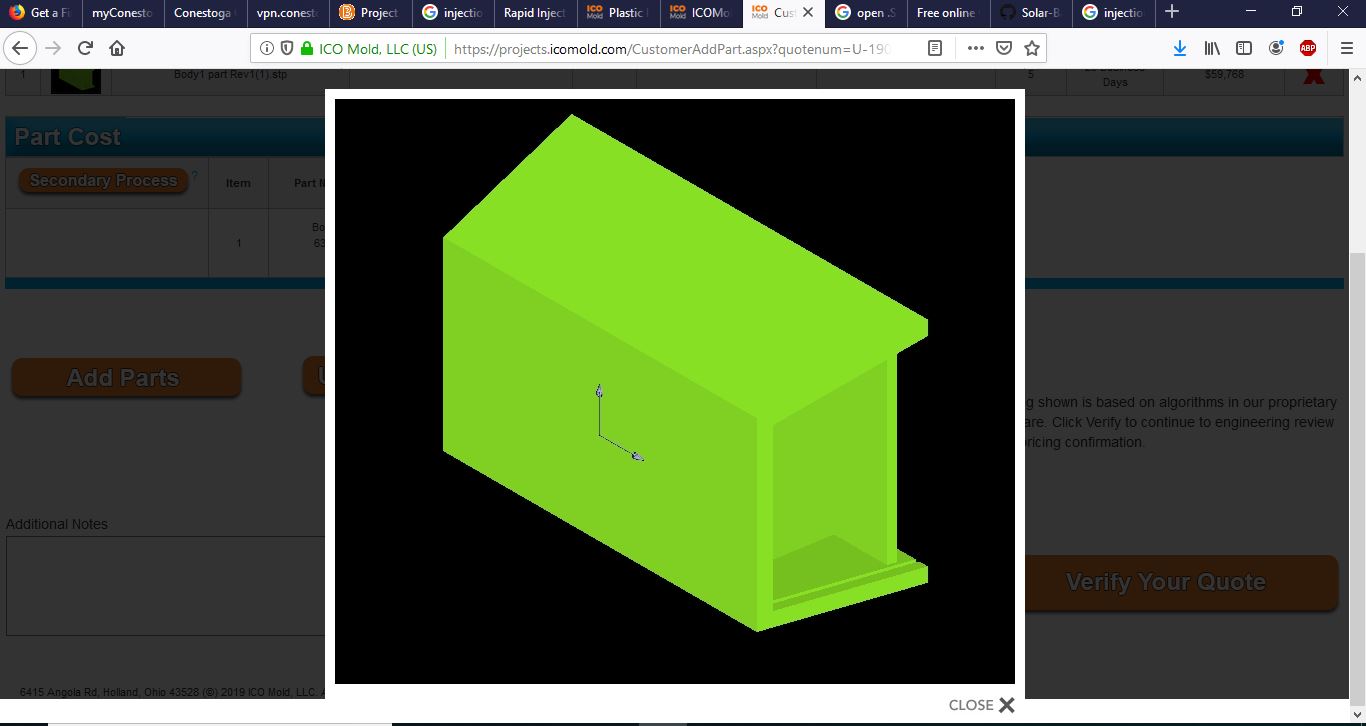 Get a Fi
myConesto
Conestoga
vpn.conest
Project
injectio
Rapid Inject
Plastic
ICOMo
Cus
open .S
Free online
Solar-B
injectio
ICO Mold, LLC (US)
https://projects.icomold.com/CustomerAddPart.aspx?quotenum=U-190
ABP
1
Body1 part Rev1(1).stp
5
Days
$59,768
X
Part Cost
Secondary Process
?
Item
Part N
1
Bo
63
Add Parts
U
g shown is based on algorithms in our proprietary
are. Click Verify to continue to engineering review
ricing confirmation.
Additional Notes
Verify Your Quote
6415 Angola Rd, Holland, Ohio 43528 (©) 2019 ICO Mold, LLC. A
CLOSE